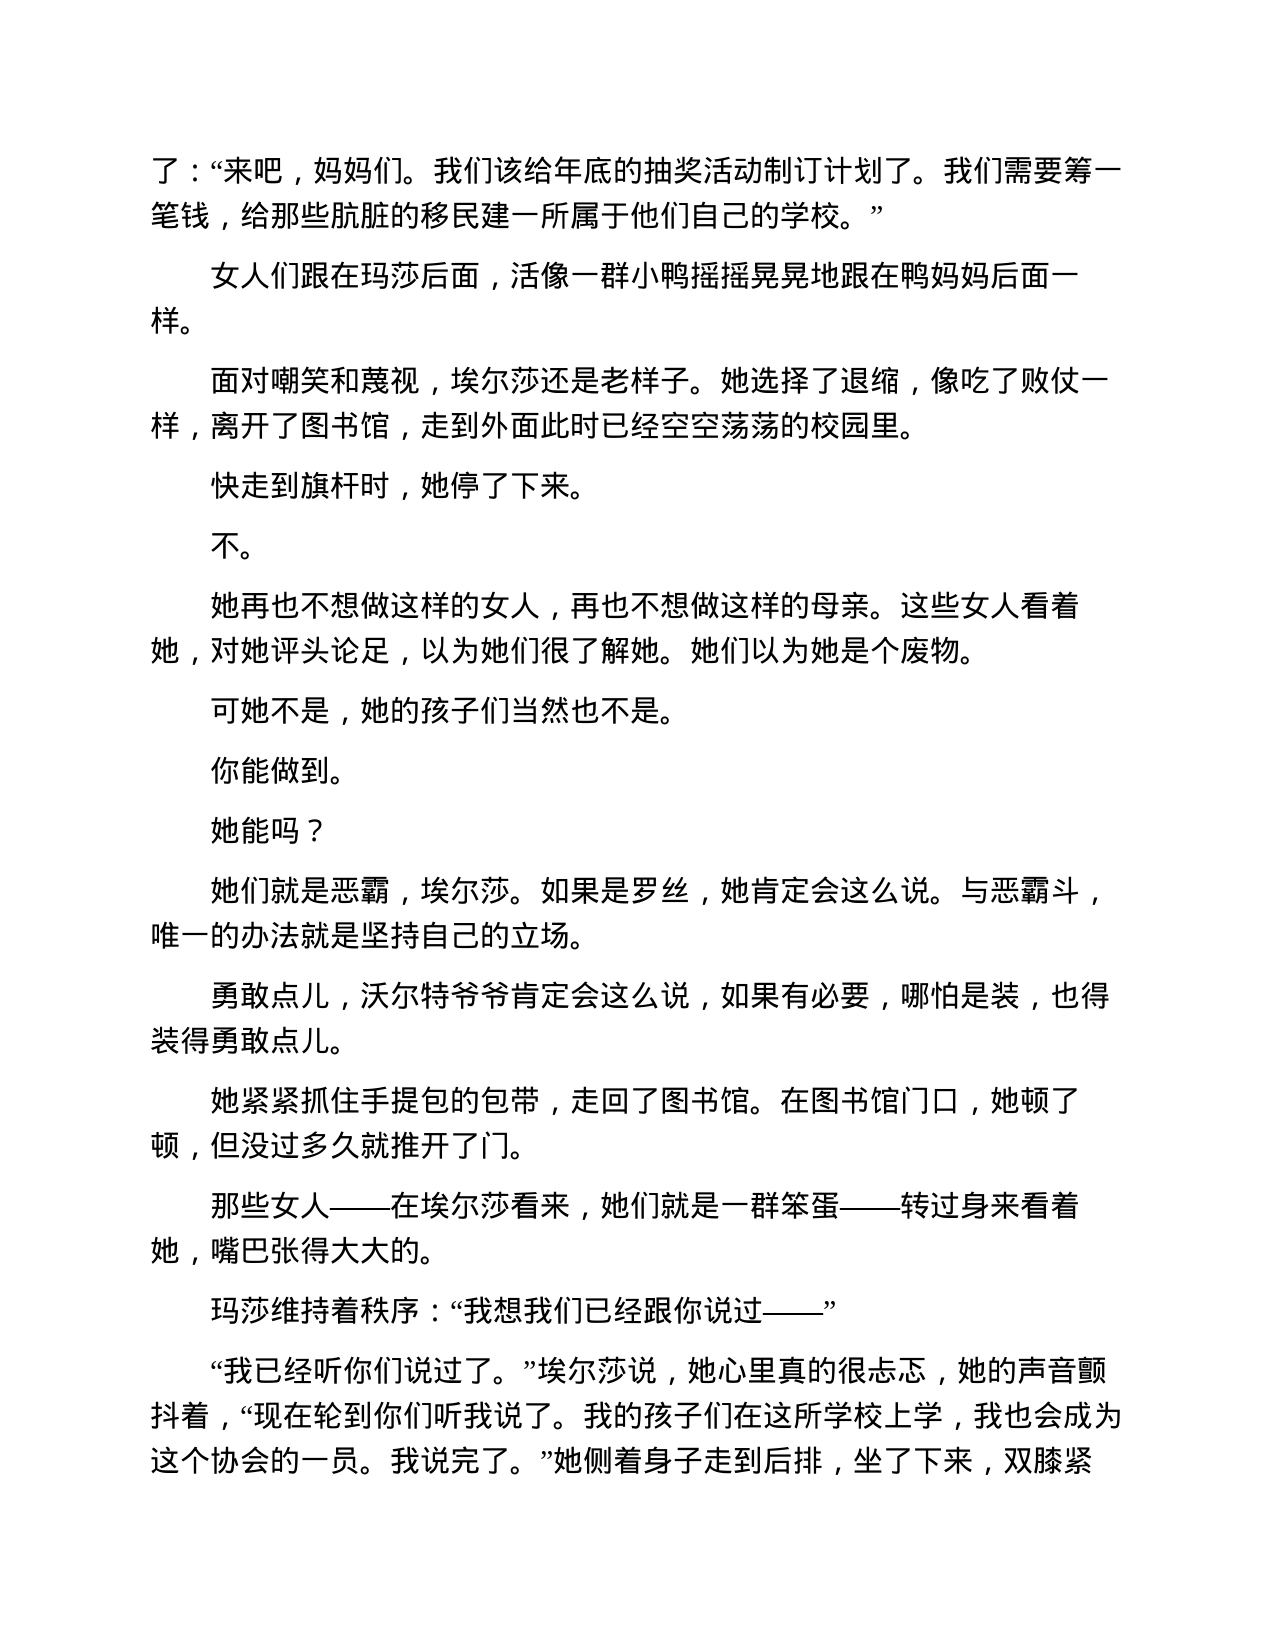 了：“来吧，妈妈们。我们该给年底的抽奖活动制订计划了。我们需要筹一
笔钱，给那些肮脏的移民建一所属于他们自己的学校。”
女人们跟在玛莎后面，活像一群小鸭摇摇晃晃地跟在鸭妈妈后面一
样。
面对嘲笑和蔑视，埃尔莎还是老样子。她选择了退缩，像吃了败仗一
样，离开了图书馆，走到外面此时已经空空荡荡的校园里。
快走到旗杆时，她停了下来。
不。
她再也不想做这样的女人，再也不想做这样的母亲。这些女人看着
她，对她评头论足，以为她们很了解她。她们以为她是个废物。
可她不是，她的孩子们当然也不是。
你能做到。
她能吗？
她们就是恶霸，埃尔莎。如果是罗丝，她肯定会这么说。与恶霸斗，
唯一的办法就是坚持自己的立场。
勇敢点儿，沃尔特爷爷肯定会这么说，如果有必要，哪怕是装，也得
装得勇敢点儿。
她紧紧抓住手提包的包带，走回了图书馆。在图书馆门口，她顿了
顿，但没过多久就推开了门。
那些女人——在埃尔莎看来，她们就是一群笨蛋——转过身来看着
她，嘴巴张得大大的。
玛莎维持着秩序：“我想我们已经跟你说过——”
“我已经听你们说过了。”埃尔莎说，她心里真的很忐忑，她的声音颤
抖着，“现在轮到你们听我说了。我的孩子们在这所学校上学，我也会成为
这个协会的一员。我说完了。”她侧着身子走到后排，坐了下来，双膝紧